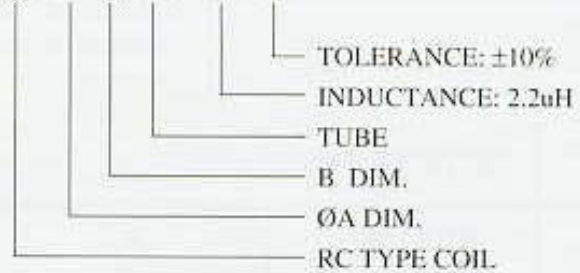 TOLERANCE: ±10%
INDUCTANCE: 2.2uH
TUBE
B DIM.
ØA DIM.
RC TYPE COIL